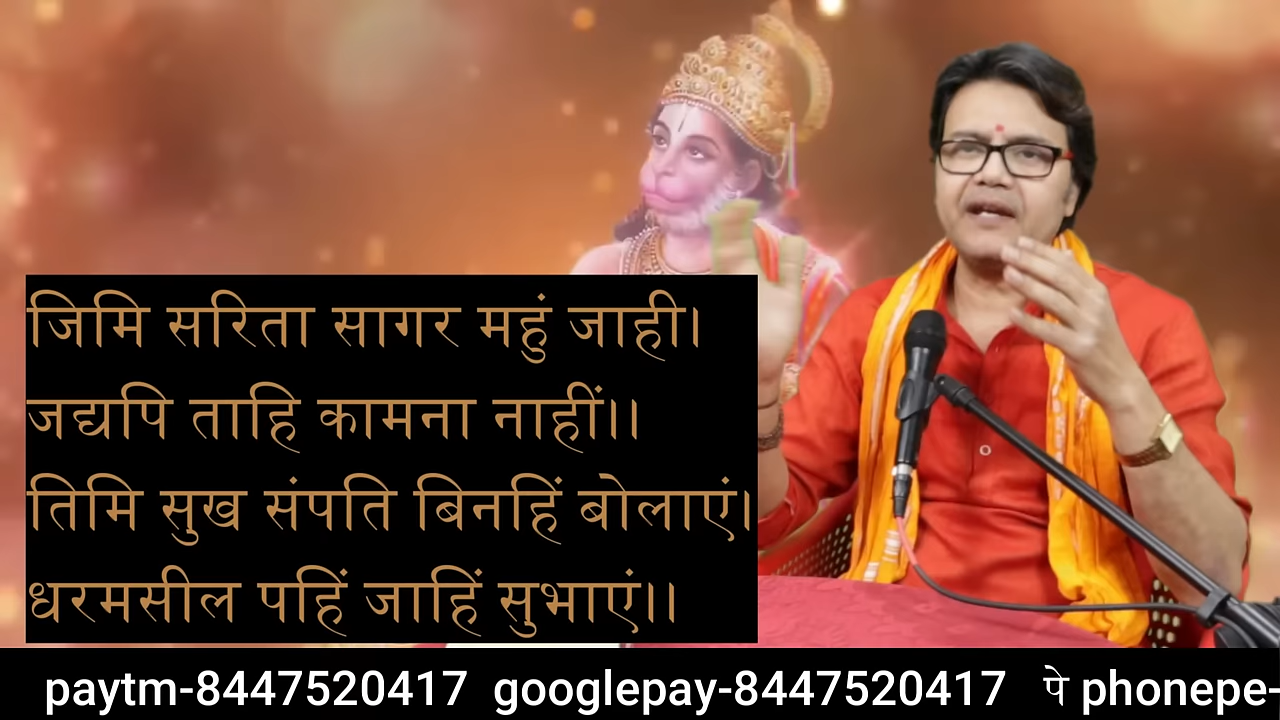 जिमि सरिता सागर महुं जाही।
जद्यपि ताहि कामना नाहीं।।
तिमि सुख संपति बिनहिं बोलाएं।
धरमसील पहिं जाहिं सुभाएं।।
paytm-8447520417 googlepay-8447520417 पे phonepe-